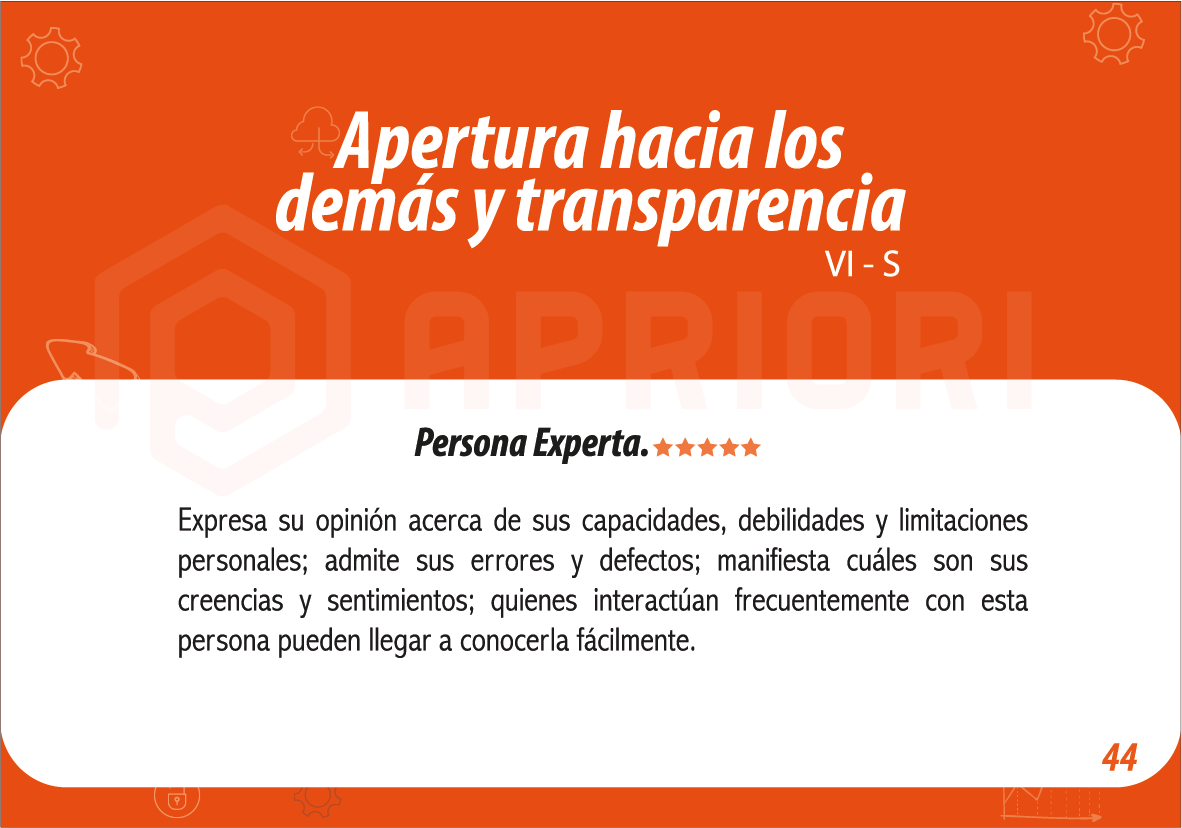 Apertura hacia los
demás y transparencia
VI - S
APRIORI
Persona Experta.
Expresa su opinión acerca de sus capacidades, debilidades y limitaciones
personales; admite sus errores y defectos; manifiesta cuáles son sus
creencias y sentimientos; quienes interactúan frecuentemente con esta
persona pueden llegar a conocerla fácilmente.
44